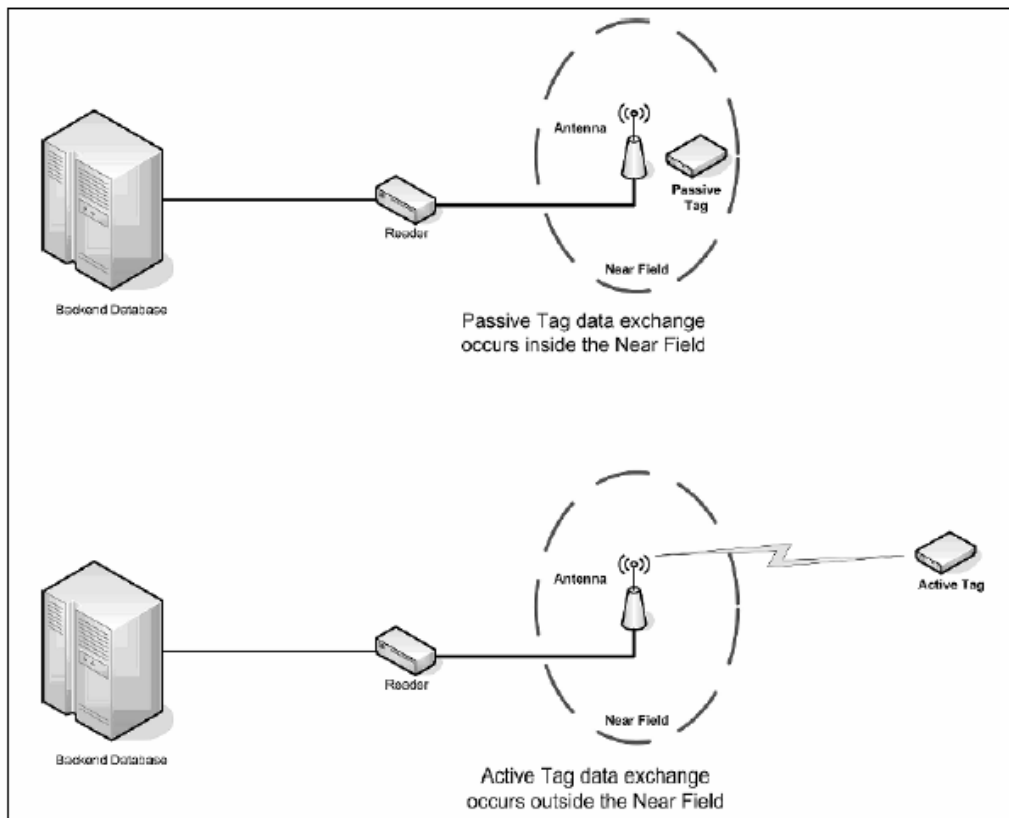 Antenna
Passive
Tag
Reader
Near Field
Backend Database
Passive Tag data exchange
occurs inside the Near Field
Antenna
Active Tag
Reader
Near Field
Backend Database
Active Tag data exchange
occurs outside the Near Field